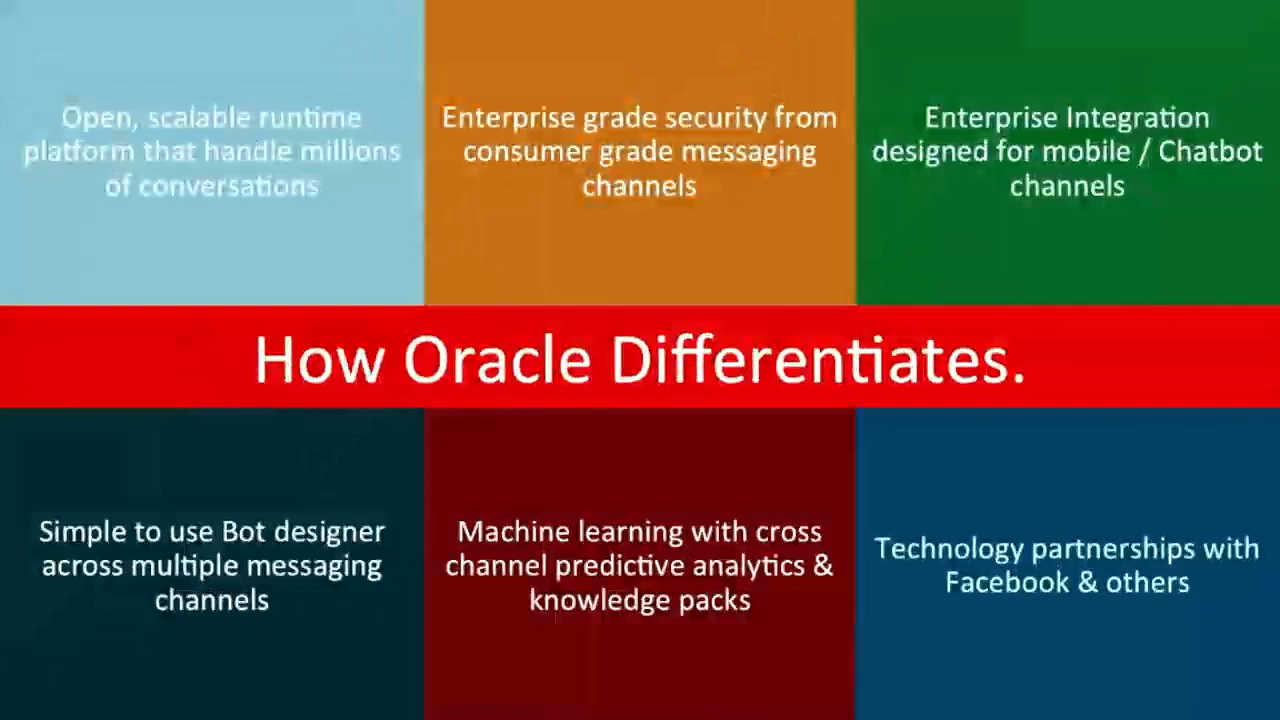 Open, scalable runtime
platform that handle millions
of conversations
Enterprise grade security from
consumer grade messaging
channels
Enterprise Integration
designed for mobile / Chatbot
channels
How Oracle Differentiates.
Simple to use Bot designer
across multiple messaging
channels
Machine learning with cross
channel predictive analytics &
knowledge packs
Technology partnerships with
Facebook & others